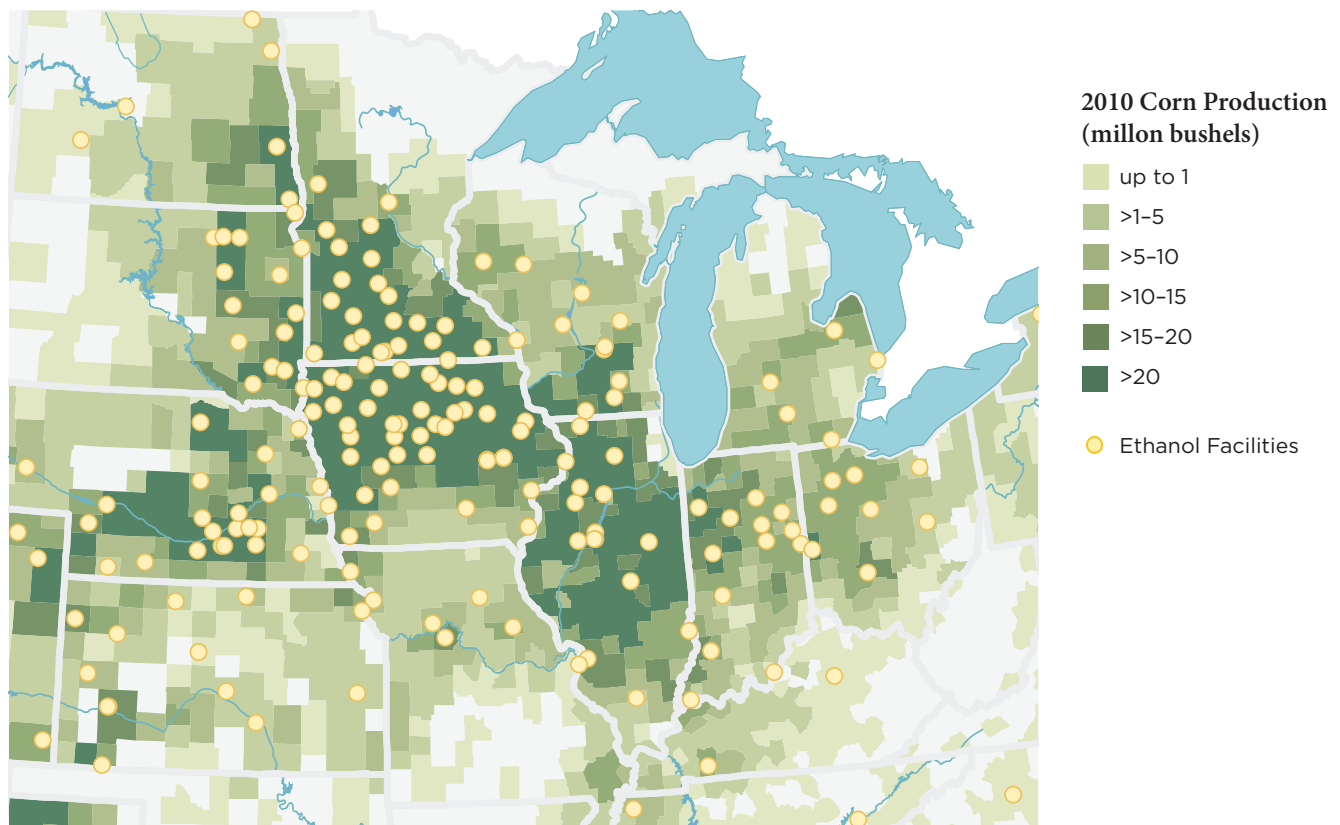 2010 Corn Production
(millon bushels)
up to 1
>1–5
>5–10
>10–15
>15–20
>20
Ethanol Facilities